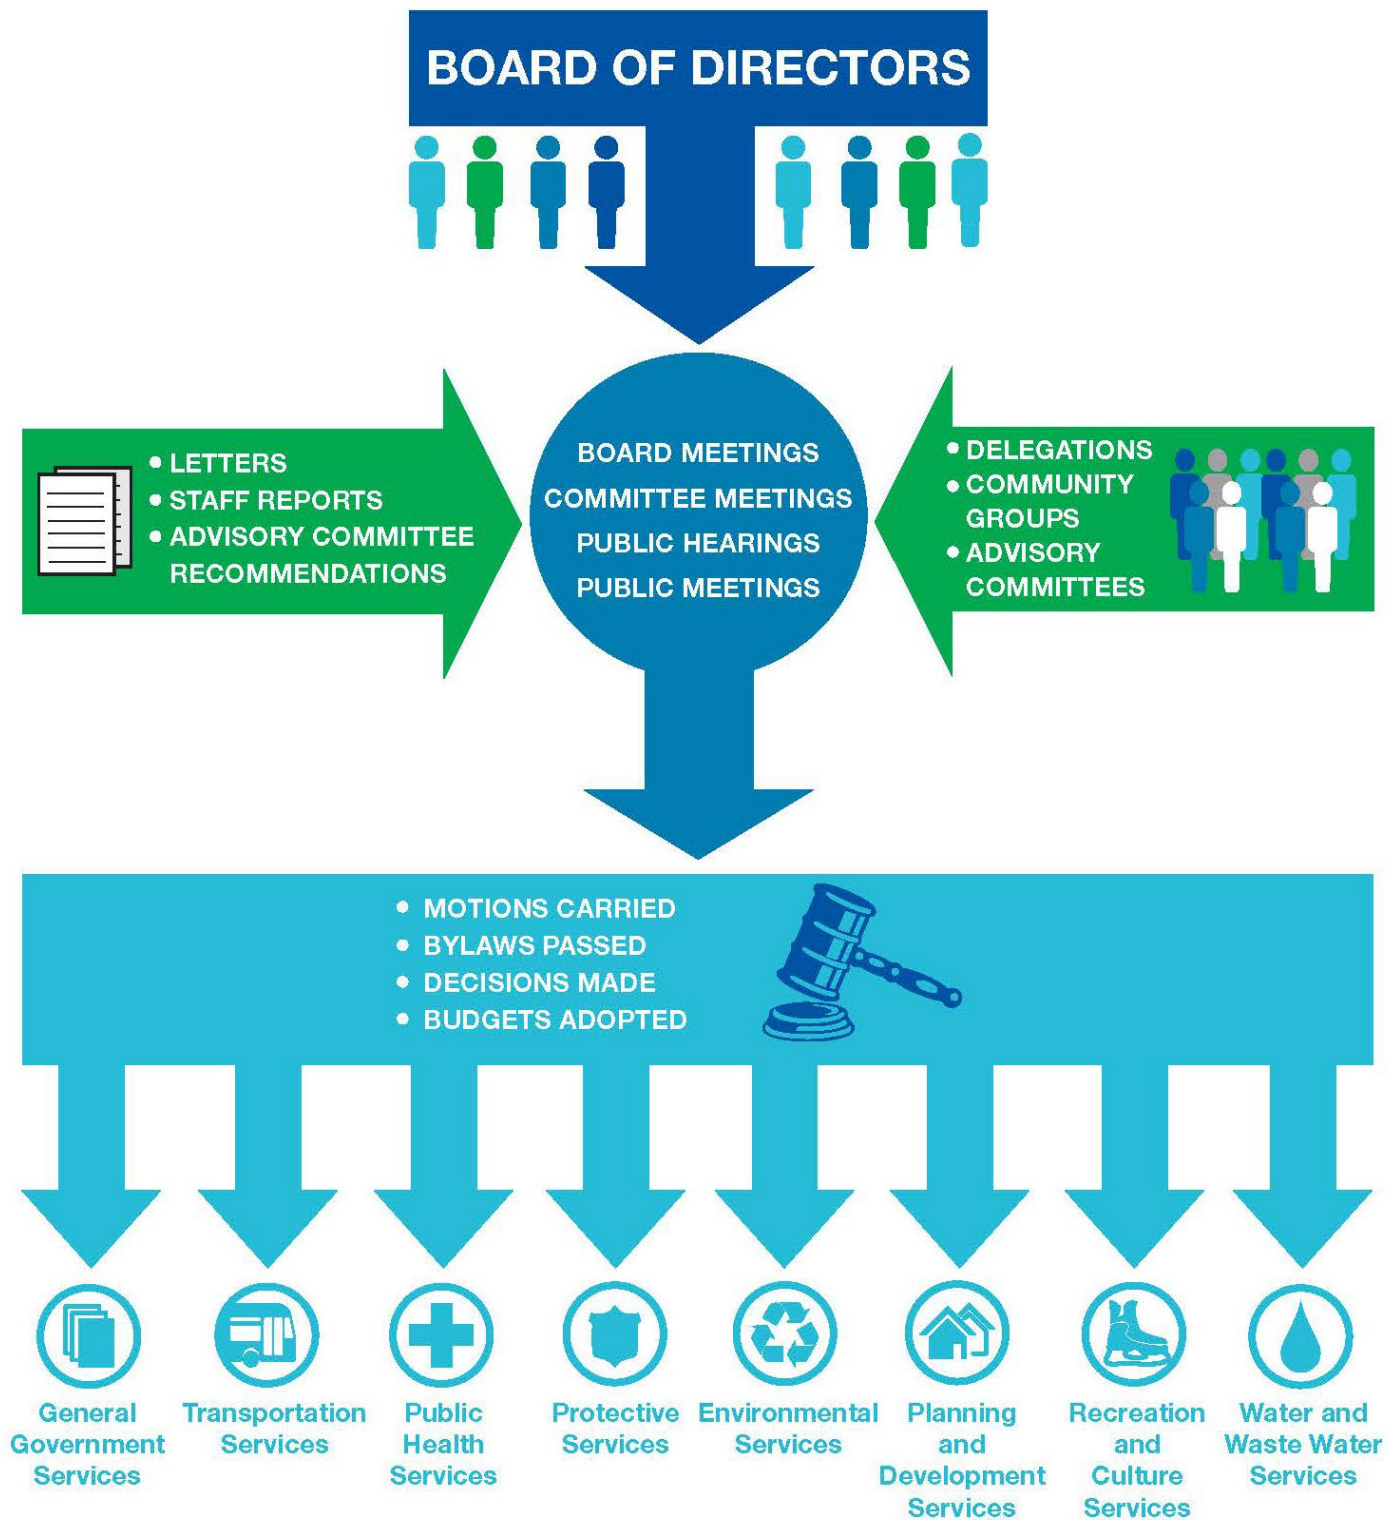 BOARD OF DIRECTORS
• LETTERS
• STAFF REPORTS
• ADVISORY COMMITTEE
RECOMMENDATIONS
BOARD MEETINGS
COMMITTEE MEETINGS
PUBLIC HEARINGS
PUBLIC MEETINGS
• DELEGATIONS
• COMMUNITY
GROUPS
• ADVISORY
COMMITTEES
• MOTIONS CARRIED
• BYLAWS PASSED
• DECISIONS MADE
• BUDGETS ADOPTED
General
Government
Services
Transportation
Services
Public
Health
Services
Protective
Services
Environmental
Services
Planning
and
Development
Services
Recreation
and
Culture
Services
Water and
Waste Water
Services